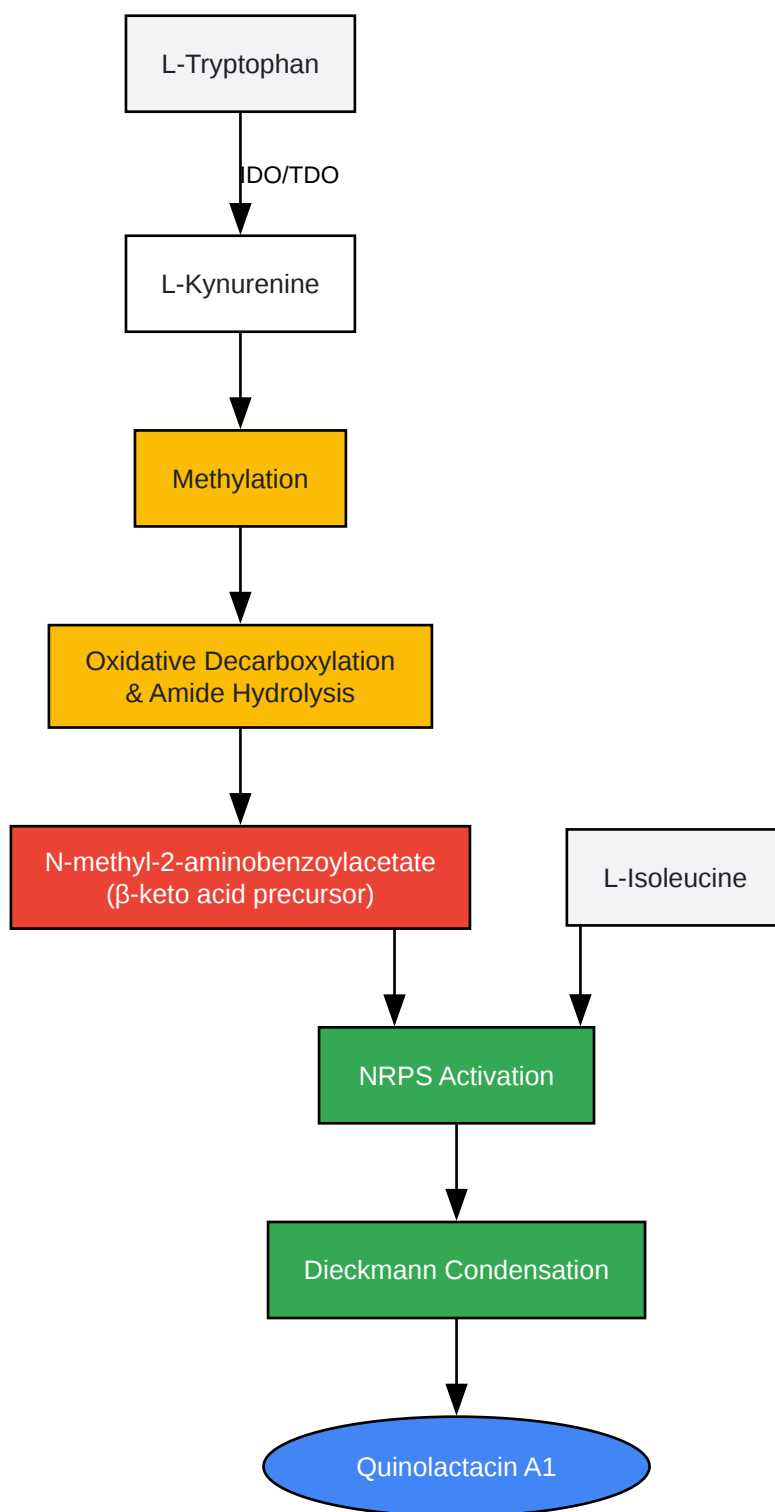 L-Tryptophan
IDO/TDO
L-Kynurenine
Methylation
Oxidative Decarboxylation
& Amide Hydrolysis
N-methyl-2-aminobenzoylacetate
(β-keto acid precursor)
L-Isoleucine
NRPS Activation
Dieckmann Condensation
Quinolactacin A1